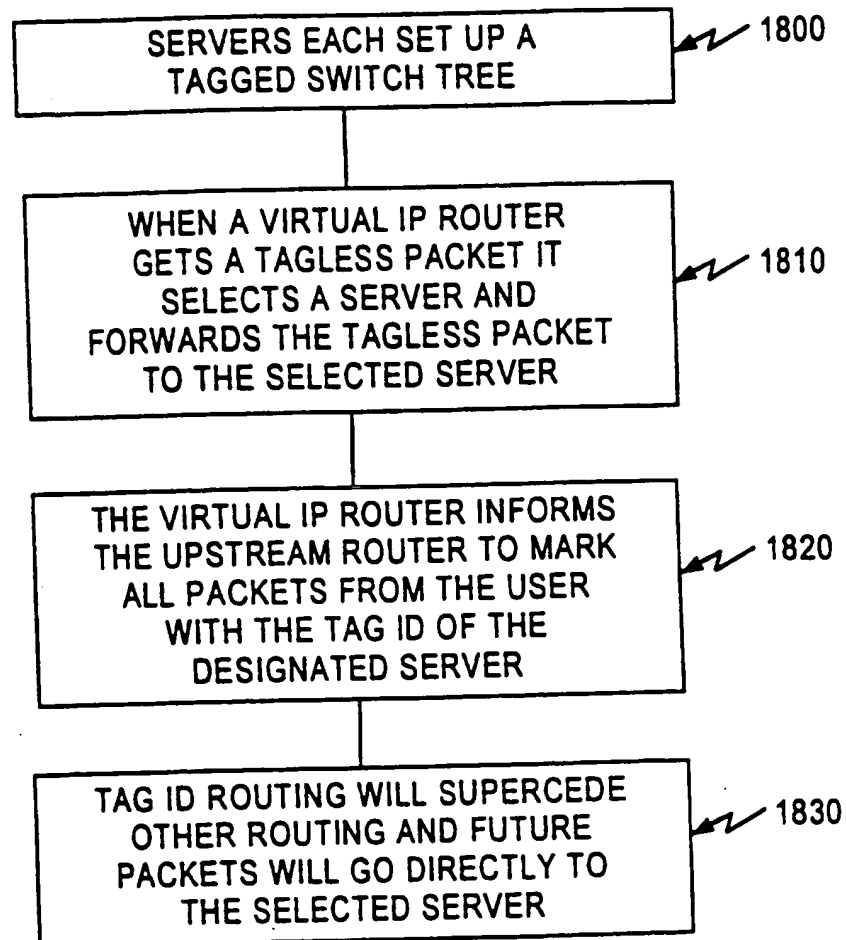 SERVERS EACH SET UP A
TAGGED SWITCH TREE
1800
WHEN A VIRTUAL IP ROUTER
GETS A TAGLESS PACKET IT
SELECTS A SERVER AND
FORWARDS THE TAGLESS PACKET
TO THE SELECTED SERVER
1810
THE VIRTUAL IP ROUTER INFORMS
THE UPSTREAM ROUTER TO MARK
ALL PACKETS FROM THE USER
WITH THE TAG ID OF THE
DESIGNATED SERVER
1820
TAG ID ROUTING WILL SUPERCEDE
OTHER ROUTING AND FUTURE
PACKETS WILL GO DIRECTLY TO
THE SELECTED SERVER
1830